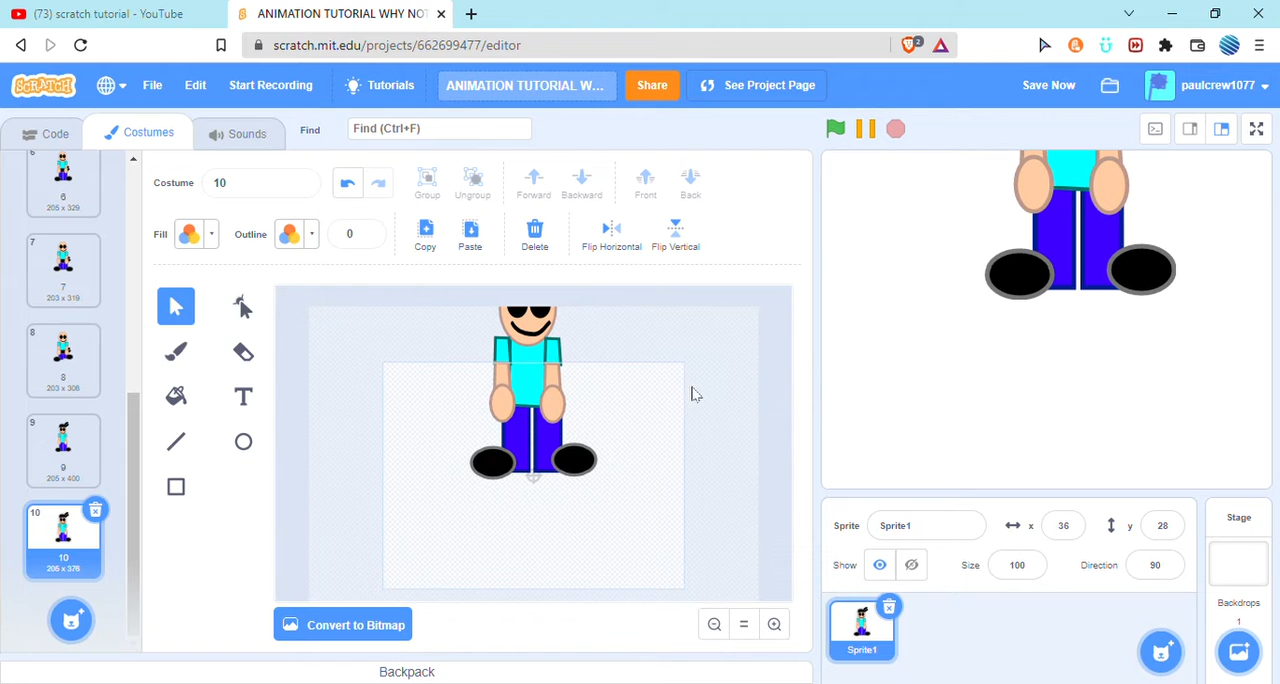 (73) scratch tutorial - YouTube
ANIMATION TUTORIAL WHY NOT
scratch.mit.edu/projects/662699477/editor
2
SCRATCH
File
Edit
Start Recording
Tutorials
ANIMATION TUTORIAL W...
Share
See Project Page
Save Now
paulcrew1077
Code
Costumes
Sounds
Find
Find (Ctrl+F)
6
6
205 x 329
7
7
203 x 319
8
8
203 x 308
9
9
205 x 400
10
10
205 x 376
Costume
10
Group
Ungroup
Forward
Backward
Front
Back
Fill
Outline
0
Copy
Paste
Delete
Flip Horizontal
Flip Vertical
T
Convert to Bitmap
Backpack
Sprite
Sprite1
x
36
y
28
Show
Size
100
Direction
90
Sprite1
Stage
Backdrops
1